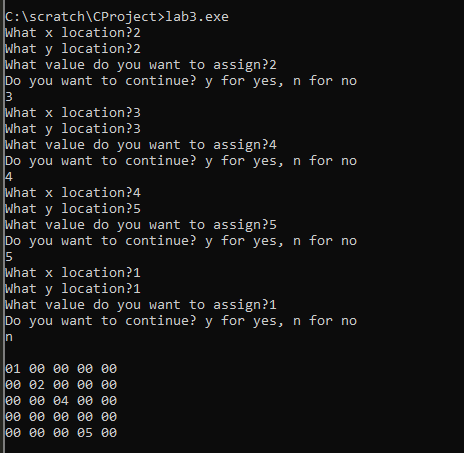 C:\scratch\CProject>lab3.exe
What x location?2
What y location?2
What value do you want to assign?2
Do you want to continue? y for yes, n for no
3
What x location?3
What y location?3
What value do you want to assign?4
Do you want to continue? y for yes, n for no
4
What x location?4
What y location?5
What value do you want to assign?5
Do you want to continue? y for yes, n for no
5
What x location?1
What y location?1
What value do you want to assign?1
Do you want to continue? y for yes, n for no
n
01 00 00 00 00
00 02 00 00 00
00 00 04 00 00
00 00 00 00 00
00 00 00 05 00